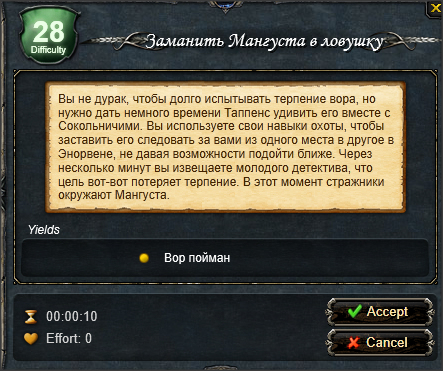 28
Difficulty
Заманить Мангуста в ловушку
Вы не дурак, чтобы долго испытывать терпение вора, но
нужно дать немного времени Таппенс удивить его вместе с
Сокольничими. Вы используете свои навыки охоты, чтобы
заставить его следовать за вами из одного места в другое в
Энорвене, не давая возможности подойти ближе. Через
несколько минут вы извещаете молодого детектива, что
цель вот-вот потеряет терпение. В этот момент стражники
окружают Мангуста.
Yields
Вор пойман
00:00:10
Accept
Effort: 0
Cancel